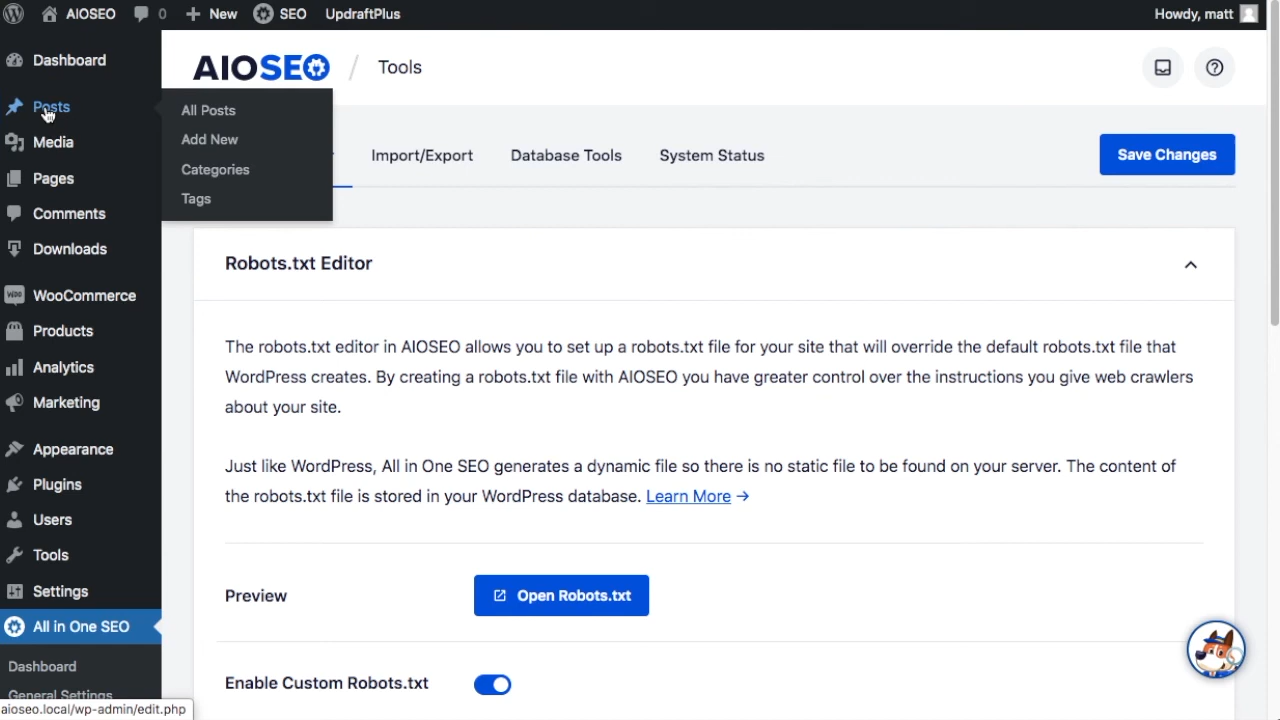 AIOSEO
0
New
SEO
UpdraftPlus
Howdy, matt
Dashboard
Posts
Media
Pages
Comments
Downloads
WooCommerce
Products
Analytics
Marketing
Appearance
Plugins
Users
Tools
Settings
All in One SEO
Dashboard
General Settings
aioseo.local/wp-admin/edit.php
All Posts
Add New
Categories
Tags
AIOSEO / Tools
Import/Export
Database Tools
System Status
Save Changes
Robots.txt Editor
The robots.txt editor in AIOSEO allows you to set up a robots.txt file for your site that will override the default robots.txt file that
WordPress creates. By creating a robots.txt file with AIOSEO you have greater control over the instructions you give web crawlers
about your site.
Just like WordPress, All in One SEO generates a dynamic file so there is no static file to be found on your server. The content of
the robots.txt file is stored in your WordPress database. Learn More →
Preview
Open Robots.txt
Enable Custom Robots.txt